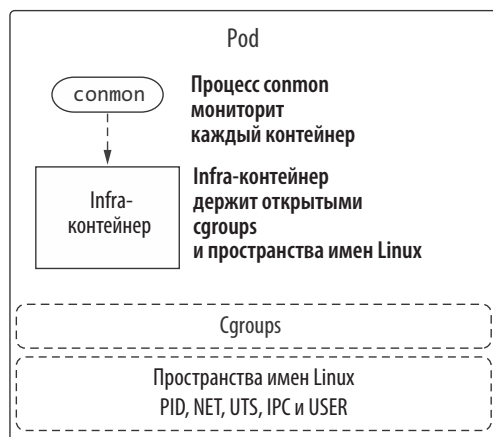 Pod
conmon
Процесс conmon
мониторит
каждый контейнер
Infra-
контейнер
Infra-контейнер
держит открытыми
cgroups
и пространства имен Linux
Cgroups
Пространства имен Linux
PID, NET, UTS, IPC и USER